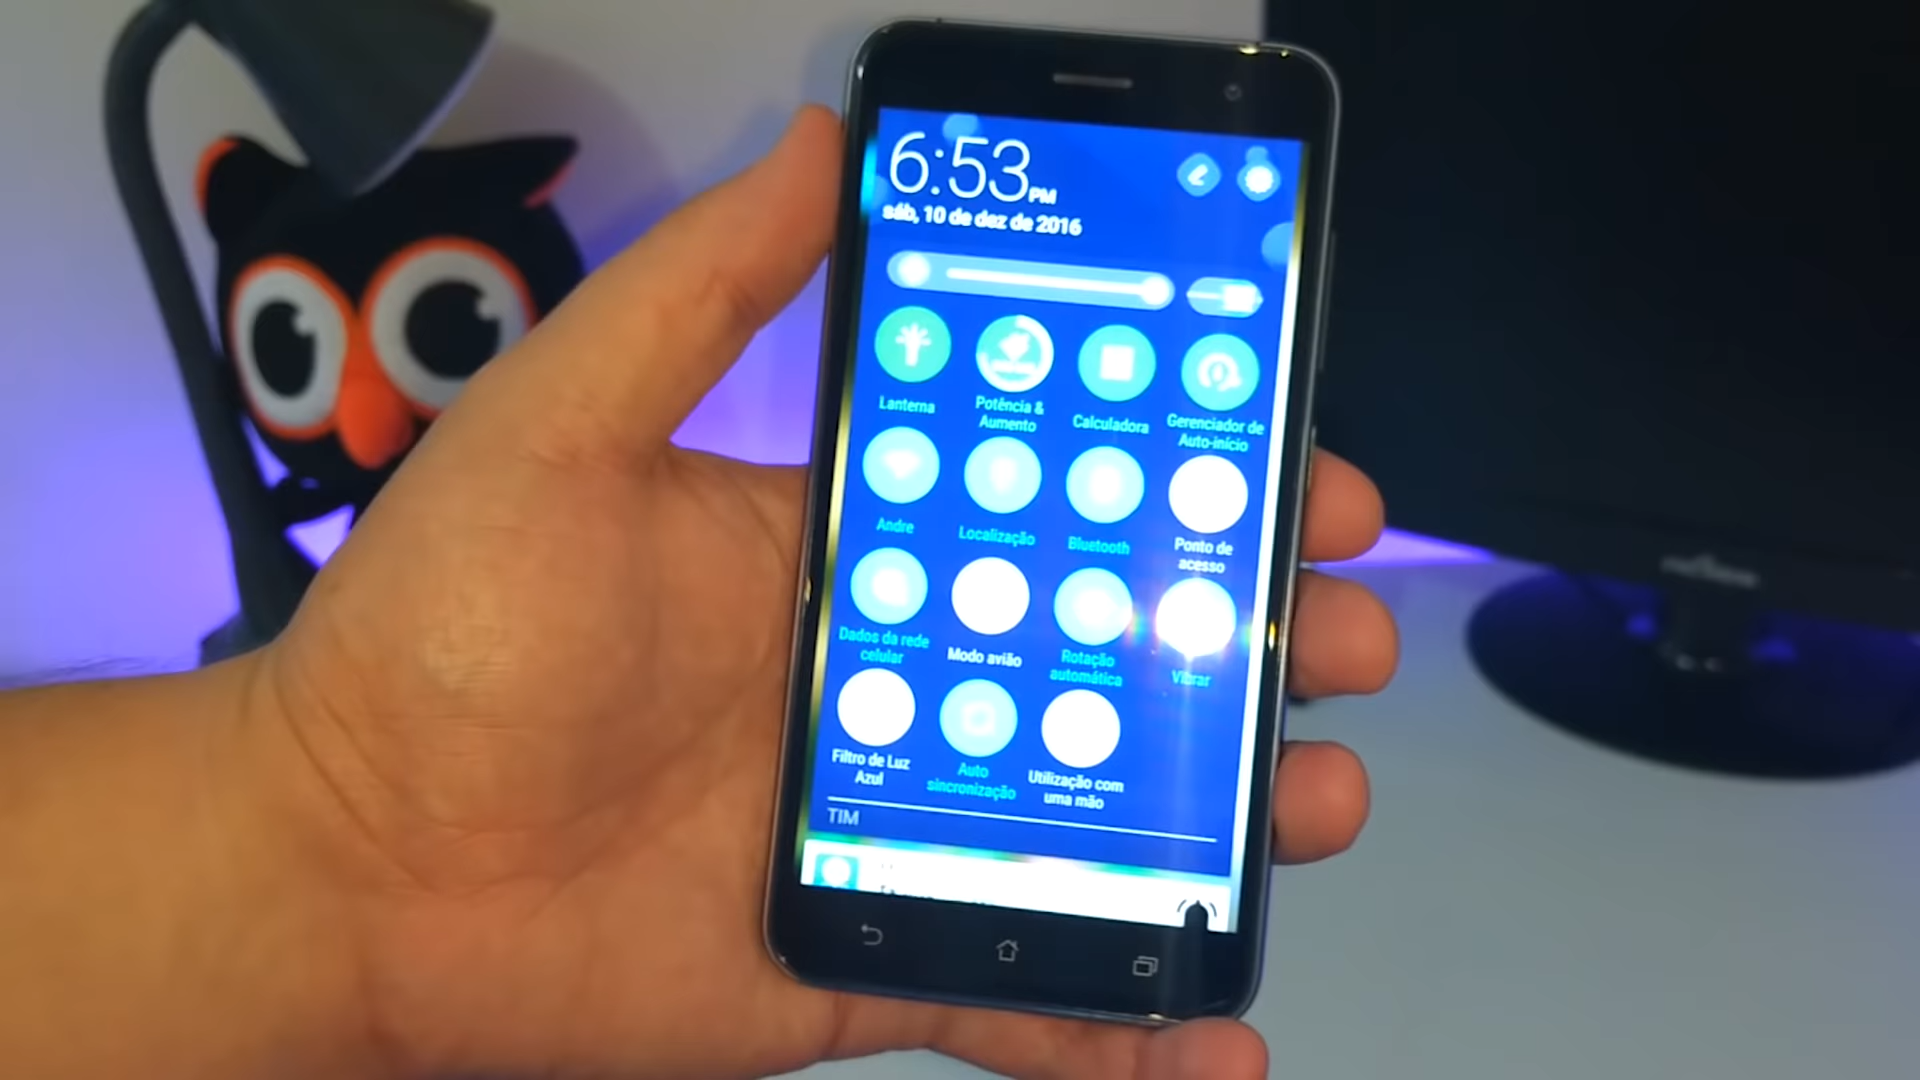 6:53 PM
sáb, 10 de dez de 2016
Lanterna
Potência &
Aumento
Calculadora
Gerenciador de
Auto-início
Andre
Localização
Bluetooth
Ponto de
acesso
Dados da rede
celular
Modo avião
Rotação
automática
Vibrar
Filtro de Luz
Azul
Auto
sincronização
Utilização com
uma mão
TIM